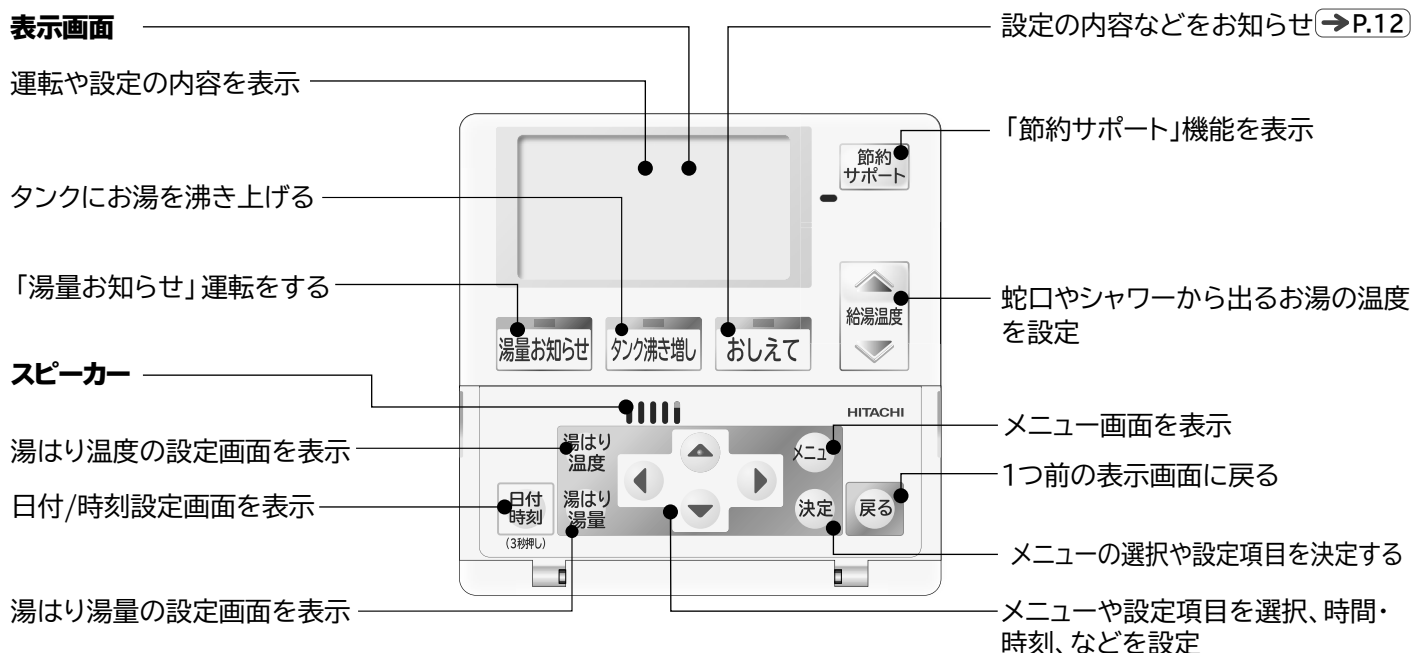 表示画面
運転や設定の内容を表示
タンクにお湯を沸き上げる
「湯量お知らせ」運転をする
スピーカー
湯はり温度の設定画面を表示
日付/時刻設定画面を表示
湯はり湯量の設定画面を表示
節約
サポート
給湯温度
湯量お知らせ
タンク沸き増し
おしえて
HITACHI
湯はり
温度
メニュー
日付
時刻
(3秒押し)
湯はり
湯量
決定
戻る
設定の内容などをお知らせ→P.12
「節約サポート」機能を表示
蛇口やシャワーから出るお湯の温度
を設定
メニュー画面を表示
1つ前の表示画面に戻る
メニューの選択や設定項目を決定する
メニューや設定項目を選択、時間・
時刻、などを設定